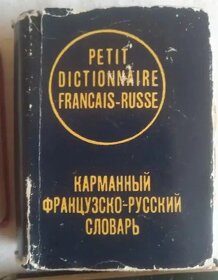 PETIT
DICTIONNAIRE
FRANCAIS-RUSSE
КАРМАННЫЙ
ФРАНЦУЗСКО-РУССКИЙ
СЛОВАРЬ